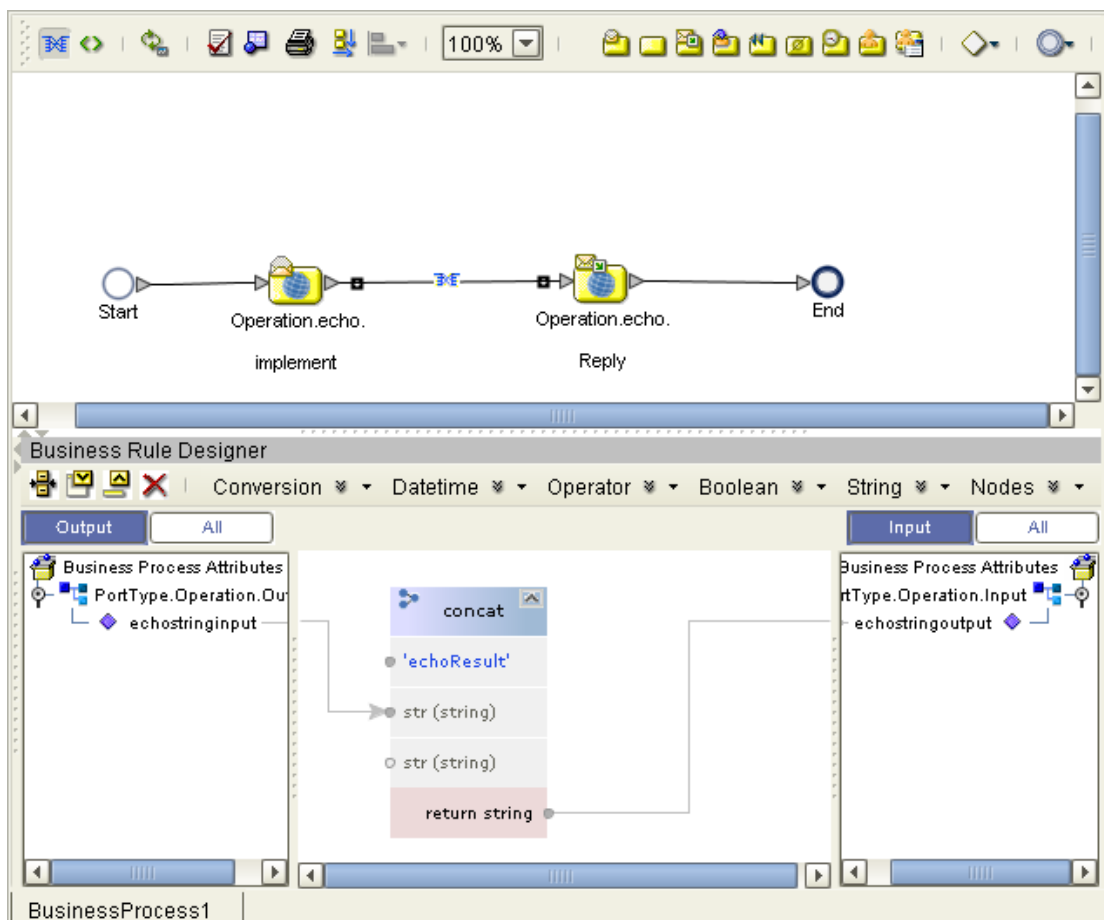 100%
Start
Operation.echo.
implement
Operation.echo.
Reply
End
Business Rule Designer
Conversion Datetime Operator Boolean String Nodes
Output All Input All
Business Process Attributes
PortType.Operation.Ou
echostringinput
concat
'echoResult'
str (string)
str (string)
return string
Business Process Attributes
rtType.Operation.Input
echostringoutput
BusinessProcess1